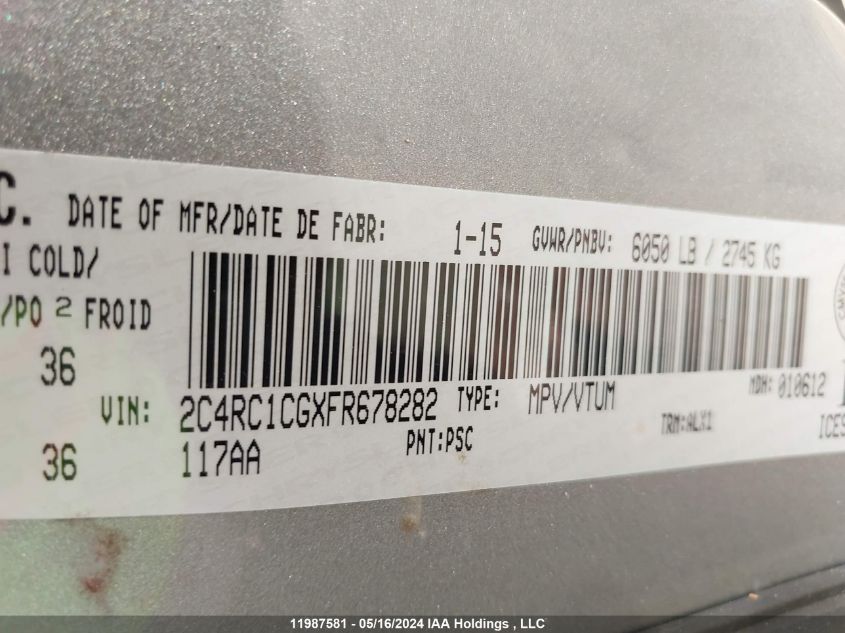 C. DATE OF MFR/DATE DE FABR: 1-15 GVWR/PNBV: 6050 LB / 2745 KG
I COLD/
/PO 2 FROID
36
VIN: 2C4RC1CGXFR678282 TYPE: MPV/VTUM MDH: 010612
36 117AA PNT:PSC TRM:ALX1 ICES
11987581 - 05/16/2024 IAA Holdings , LLC